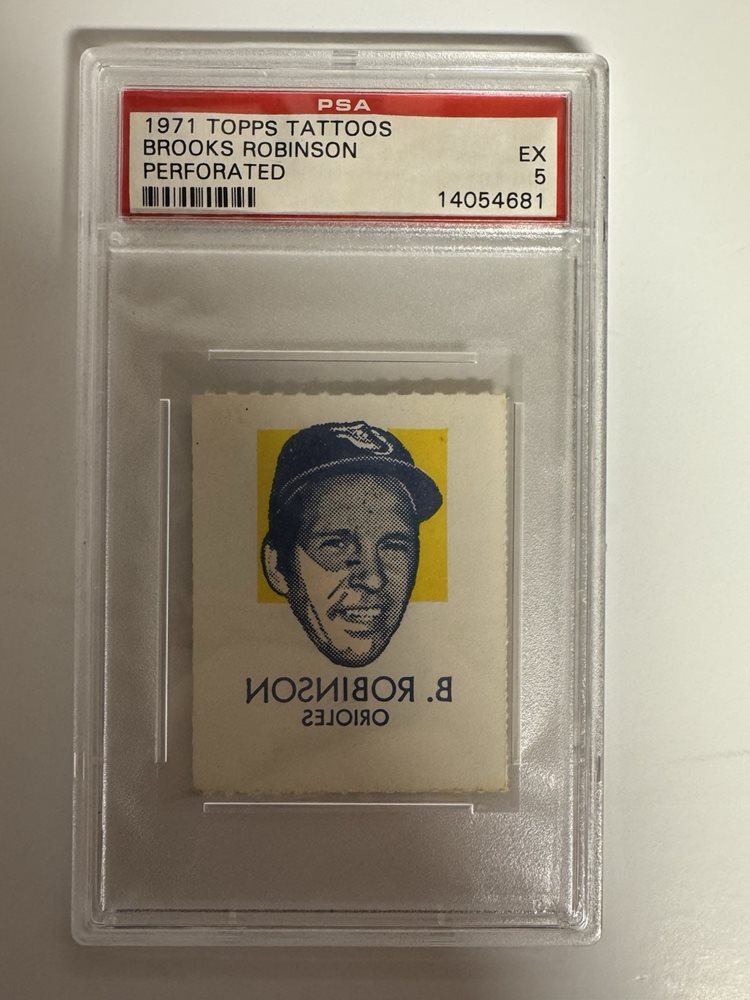 PSA
1971 TOPPS TATTOOS
BROOKS ROBINSON
EX
PERFORATED
5
14054681
B. ROBINSON
ORIOLES